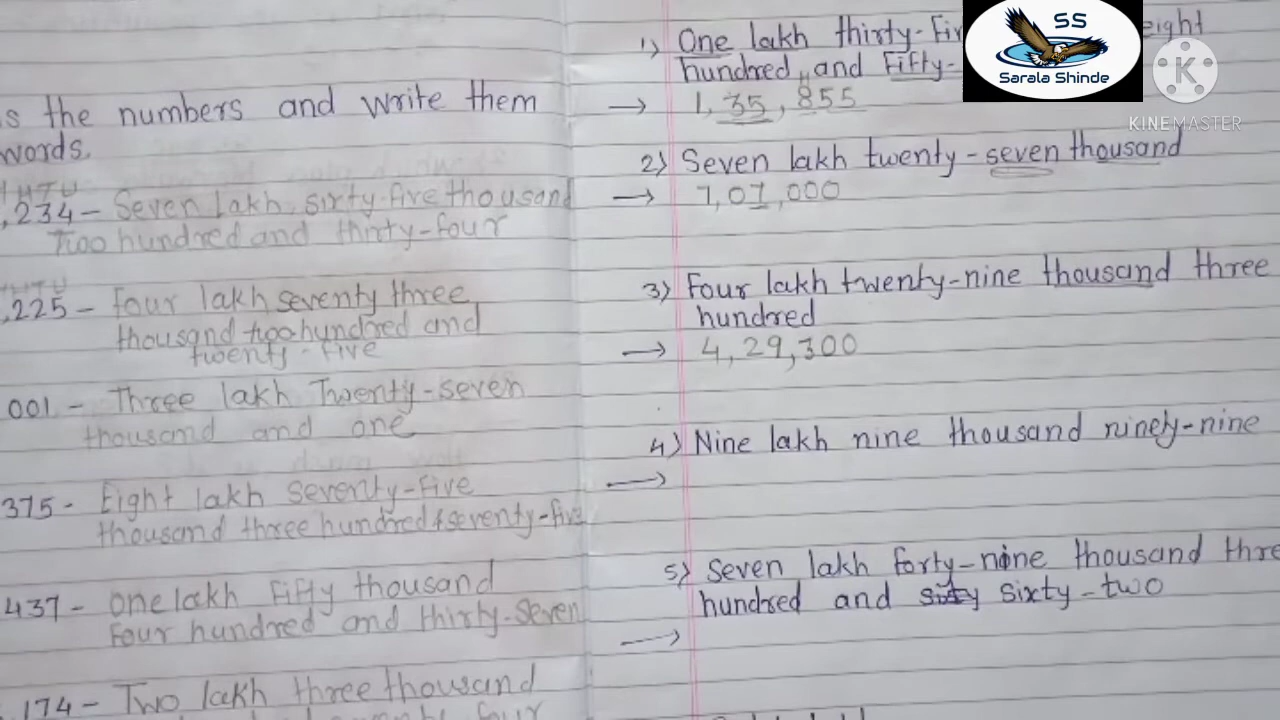 s the numbers and write them
words.
,234 - Seven lakh, sixty-five thousand
Two hundred and thirty-four
,225 - four lakh seventy three
thousand two hundred and
twenty-five
001 - Three lakh Twenty-seven
thousand and one
375 - Eight lakh seventy-five
thousand three hundred & seventy-five
437 - one lakh fifty thousand
four hundred and thirty-seven
174 - Two lakh three thousand
four
1) One lakh thirty-fiv eight
hundred and Fifty-
→ 1,35,855
2) Seven lakh twenty-seven thousand
→ 7,07,000
3) Four lakh twenty-nine thousand three
hundred
→ 4,29,300
4) Nine lakh nine thousand ninety-nine
→
5) Seven lakh forty-nine thousand thre
hundred and sixty-two
→
SS
Sarala Shinde
K
KINEMASTER